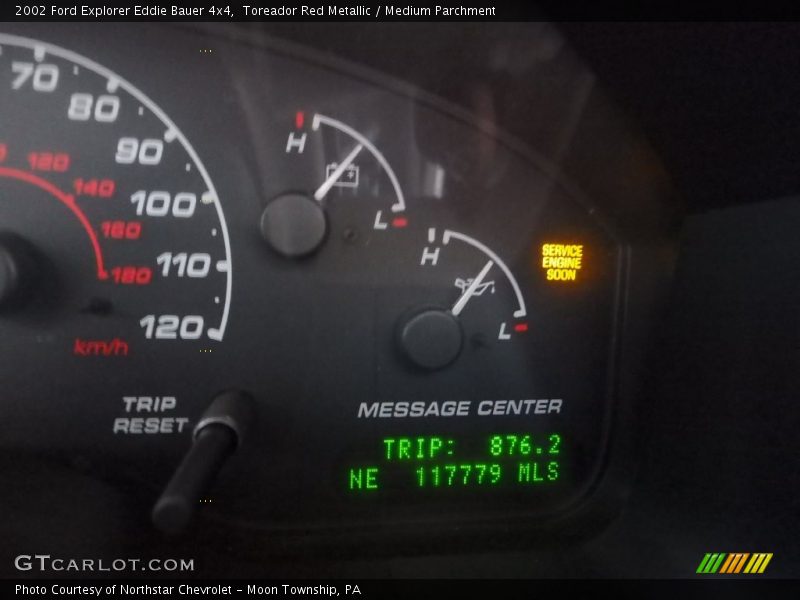 2002 Ford Explorer Eddie Bauer 4x4,  Toreador Red Metallic / Medium Parchment
70
80
90
100
110
120
120
140
160
180
km/h
H
L
H
L
SERVICE
ENGINE
SOON
TRIP
RESET
MESSAGE CENTER
TRIP: 876.2
NE 117779 MLS
GTCARLOT.COM
Photo Courtesy of Northstar Chevrolet - Moon Township, PA